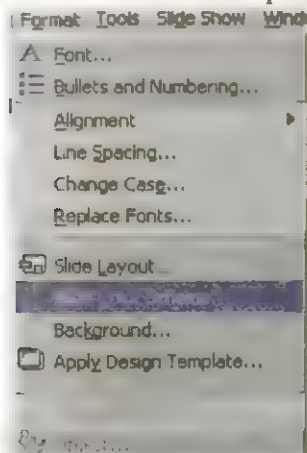 Format Tools Slide Show
Font...
Bullets and Numbering...
Alignment
Line Spacing...
Change Case...
Replace Fonts...
Slide Layout...
Background...
Apply Design Template...